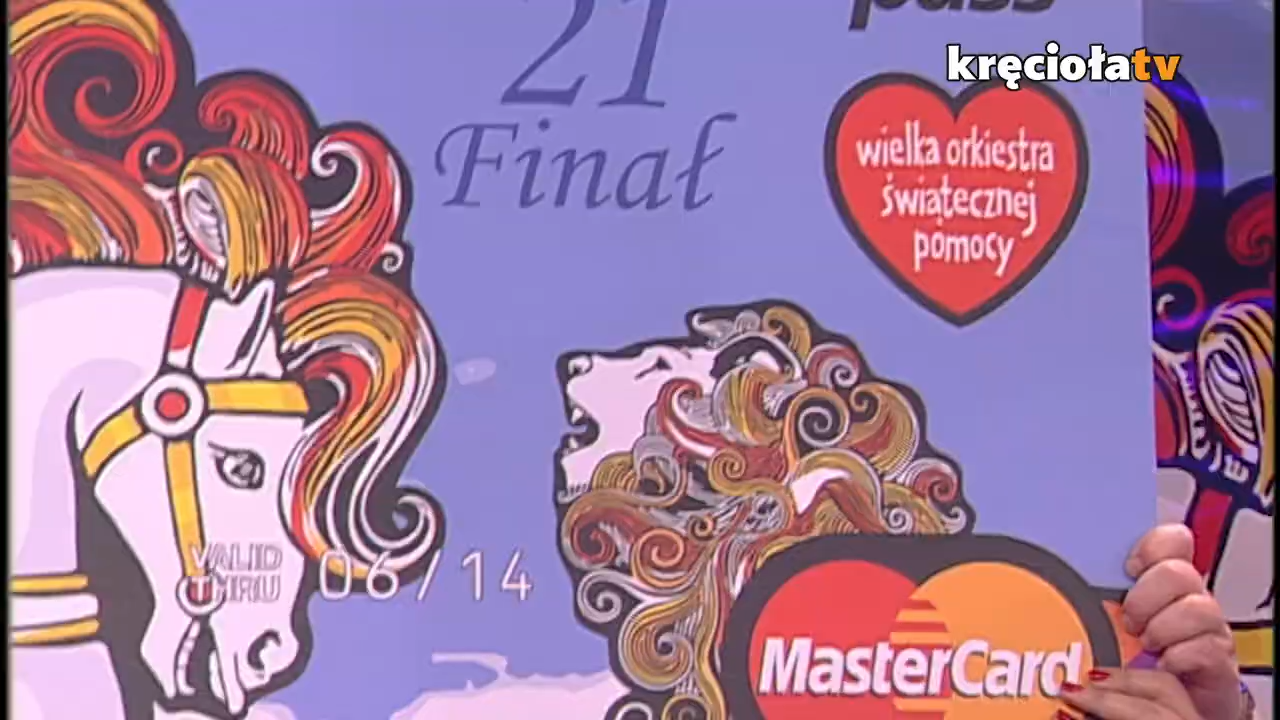 pass
kręciołatv
21
Finał
wielka orkiestra
świątecznej
pomocy
VALID
THRU
06/14
MasterCard